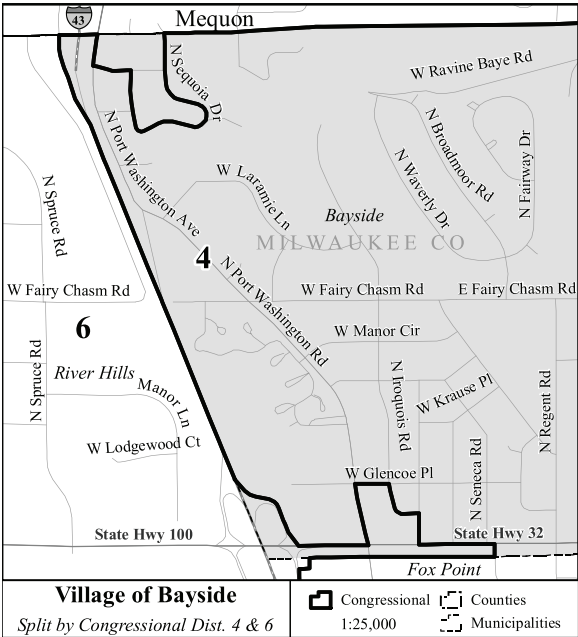 Mequon
43
W Ravine Baye Rd
N Sequoia Dr
N Port Washington Ave
N Broadmoor Rd
N Fairway Dr
N Waverly Dr
W Laramie Ln
N Spruce Rd
Bayside
MILWAUKEE CO
4
N Port Washington Rd
W Fairy Chasm Rd
W Fairy Chasm Rd
E Fairy Chasm Rd
6
W Manor Cir
N Spruce Rd
River Hills
Manor Ln
N Iroquois Rd
W Krause Pl
N Regent Rd
W Lodgewood Ct
N Seneca Rd
W Glencoe Pl
State Hwy 100
State Hwy 32
Fox Point
Village of Bayside
Split by Congressional Dist. 4 & 6
Congressional
Counties
1:25,000
Municipalities